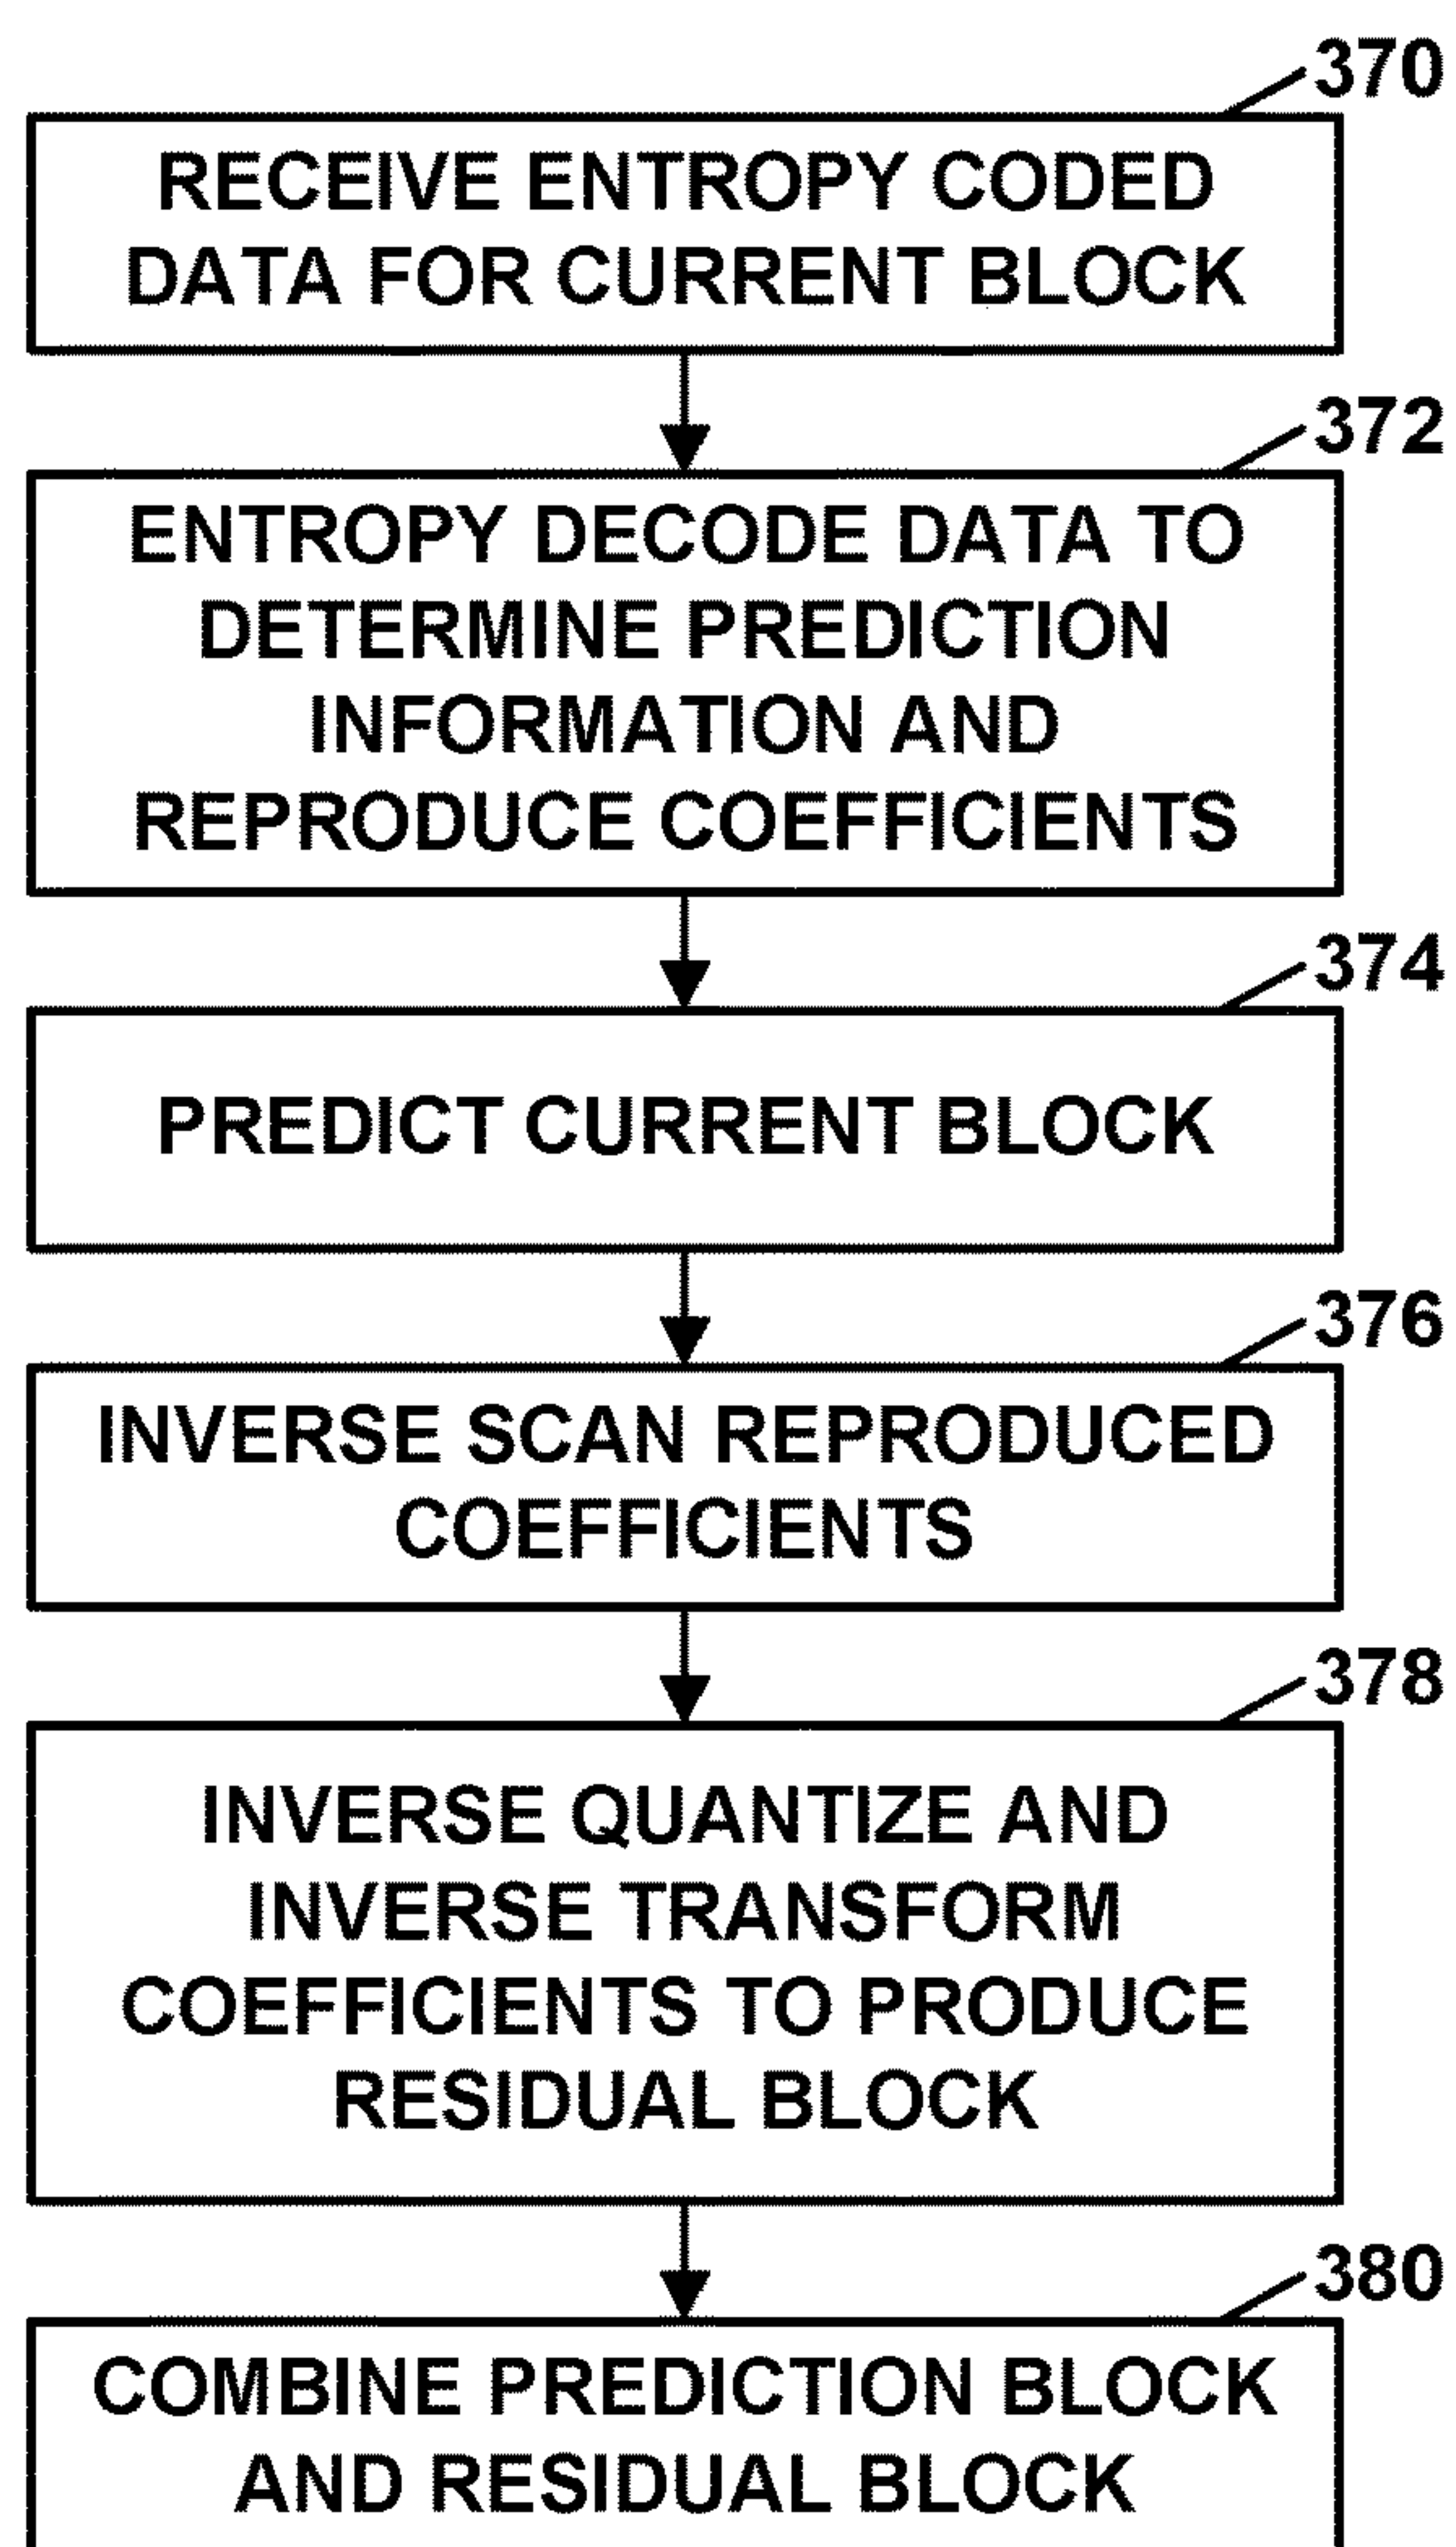 370
RECEIVE ENTROPY CODED
DATA FOR CURRENT BLOCK
372
ENTROPY DECODE DATA TO
DETERMINE PREDICTION
INFORMATION AND
REPRODUCE COEFFICIENTS
374
PREDICT CURRENT BLOCK
376
INVERSE SCAN REPRODUCED
COEFFICIENTS
378
INVERSE QUANTIZE AND
INVERSE TRANSFORM
COEFFICIENTS TO PRODUCE
RESIDUAL BLOCK
380
COMBINE PREDICTION BLOCK
AND RESIDUAL BLOCK